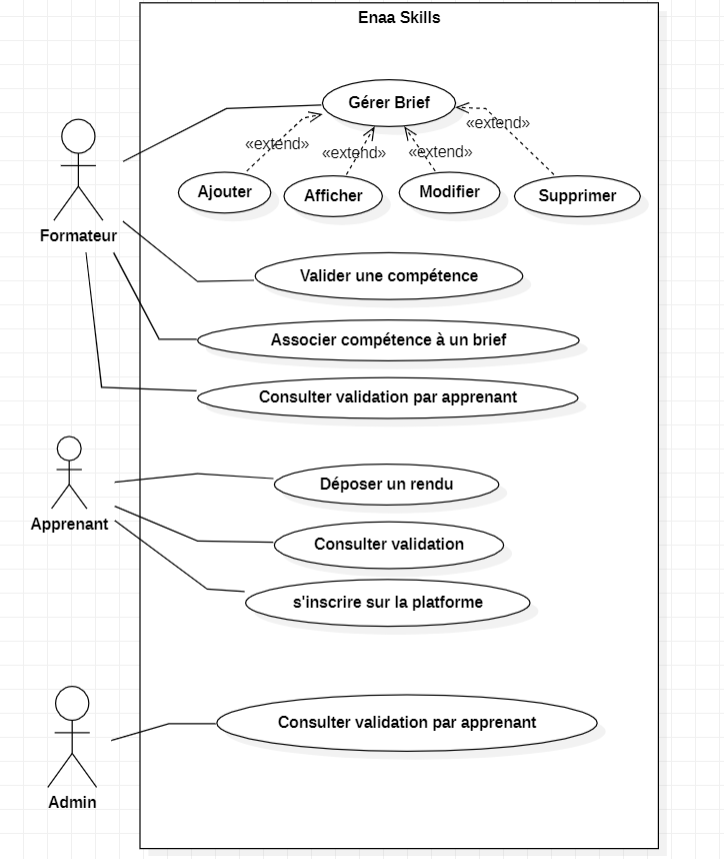 Enaa Skills
Gérer Brief
«extend»
«extend»
«extend»
«extend»
Ajouter
Afficher
Modifier
Supprimer
Formateur
Valider une compétence
Associer compétence à un brief
Consulter validation par apprenant
Déposer un rendu
Apprenant
Consulter validation
s'inscrire sur la platforme
Consulter validation par apprenant
Admin